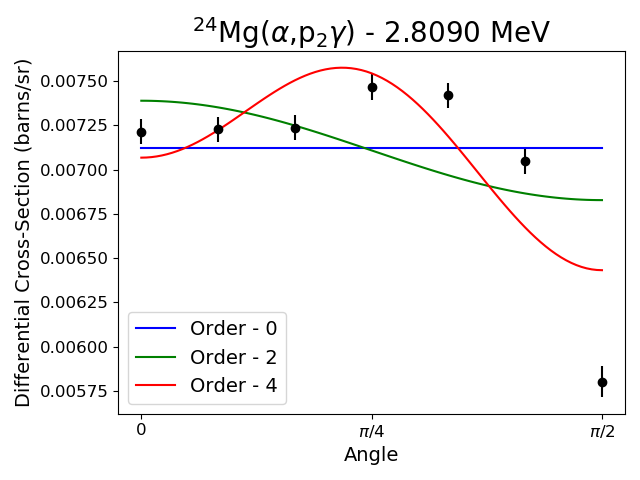 ²⁴Mg(α,p₂γ) - 2.8090 MeV
Differential Cross-Section (barns/sr)
0.00750
0.00725
0.00700
0.00675
0.00650
0.00625
0.00600
0.00575
Order - 0
Order - 2
Order - 4
0
π/4
π/2
Angle